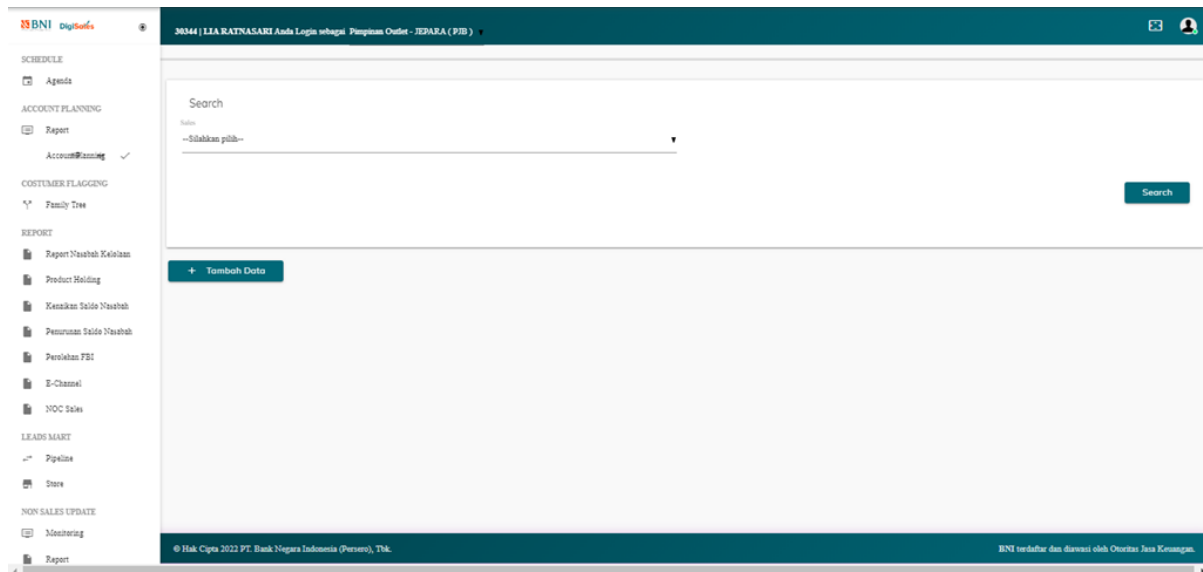 BNI DigiSales
30344 | LIA RATNASARI Anda Login sebagai Pimpinan Outlet - JEPARA ( PJB )
SCHEDULE
Agenda
ACCOUNT PLANNING
Report
Account Planning
COSTUMER FLAGGING
Family Tree
REPORT
Report Nasabah Kelolaan
Product Holding
Kenaikan Saldo Nasabah
Penurunan Saldo Nasabah
Perolehan FBI
E-Channel
NOC Sales
LEADS MART
Pipeline
Store
NON SALES UPDATE
Monitoring
Report
Search
Sales
--Silahkan pilih--
Search
+ Tambah Data
© Hak Cipta 2022 PT. Bank Negara Indonesia (Persero), Tbk.
BNI terdaftar dan diawasi oleh Otoritas Jasa Keuangan.